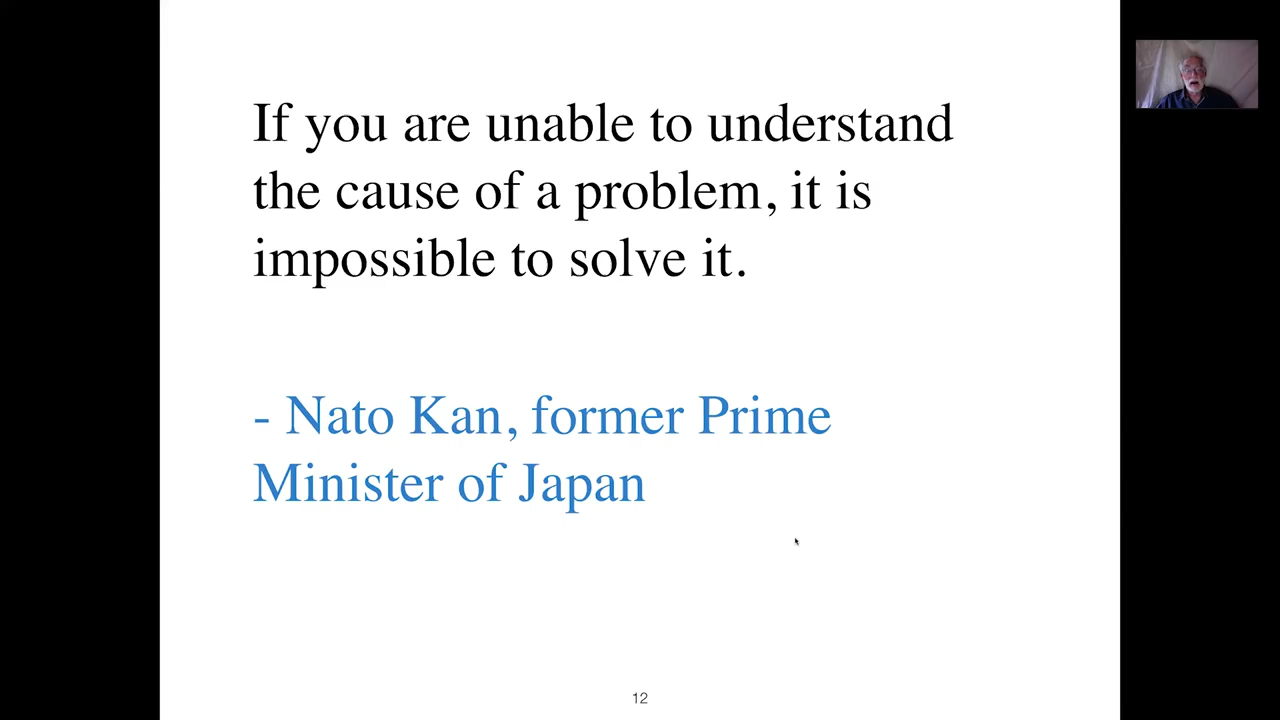 If you are unable to understand
the cause of a problem, it is
impossible to solve it.
- Nato Kan, former Prime
Minister of Japan
12